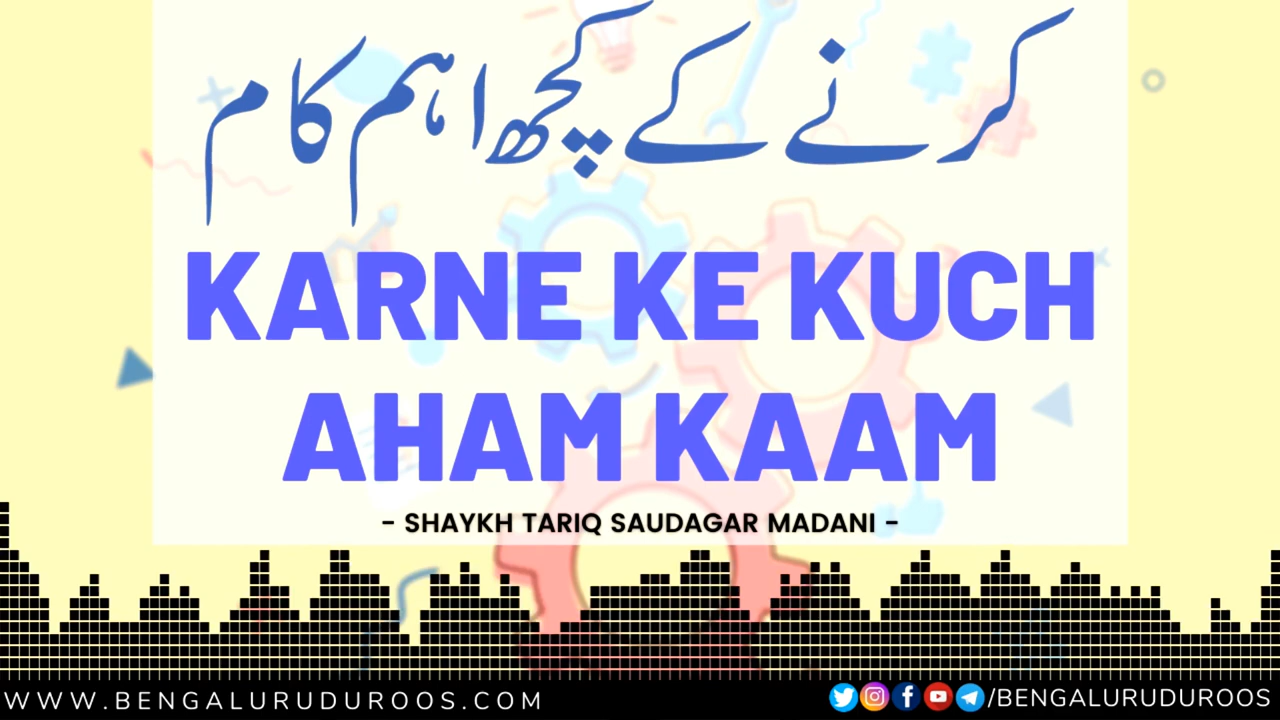 کرنے کے کچھ اہم کام
KARNE KE KUCH
AHAM KAAM
- SHAYKH TARIQ SAUDAGAR MADANI -
WWW.BENGALURUDUROOS.COM
/BENGALURUDUROOS